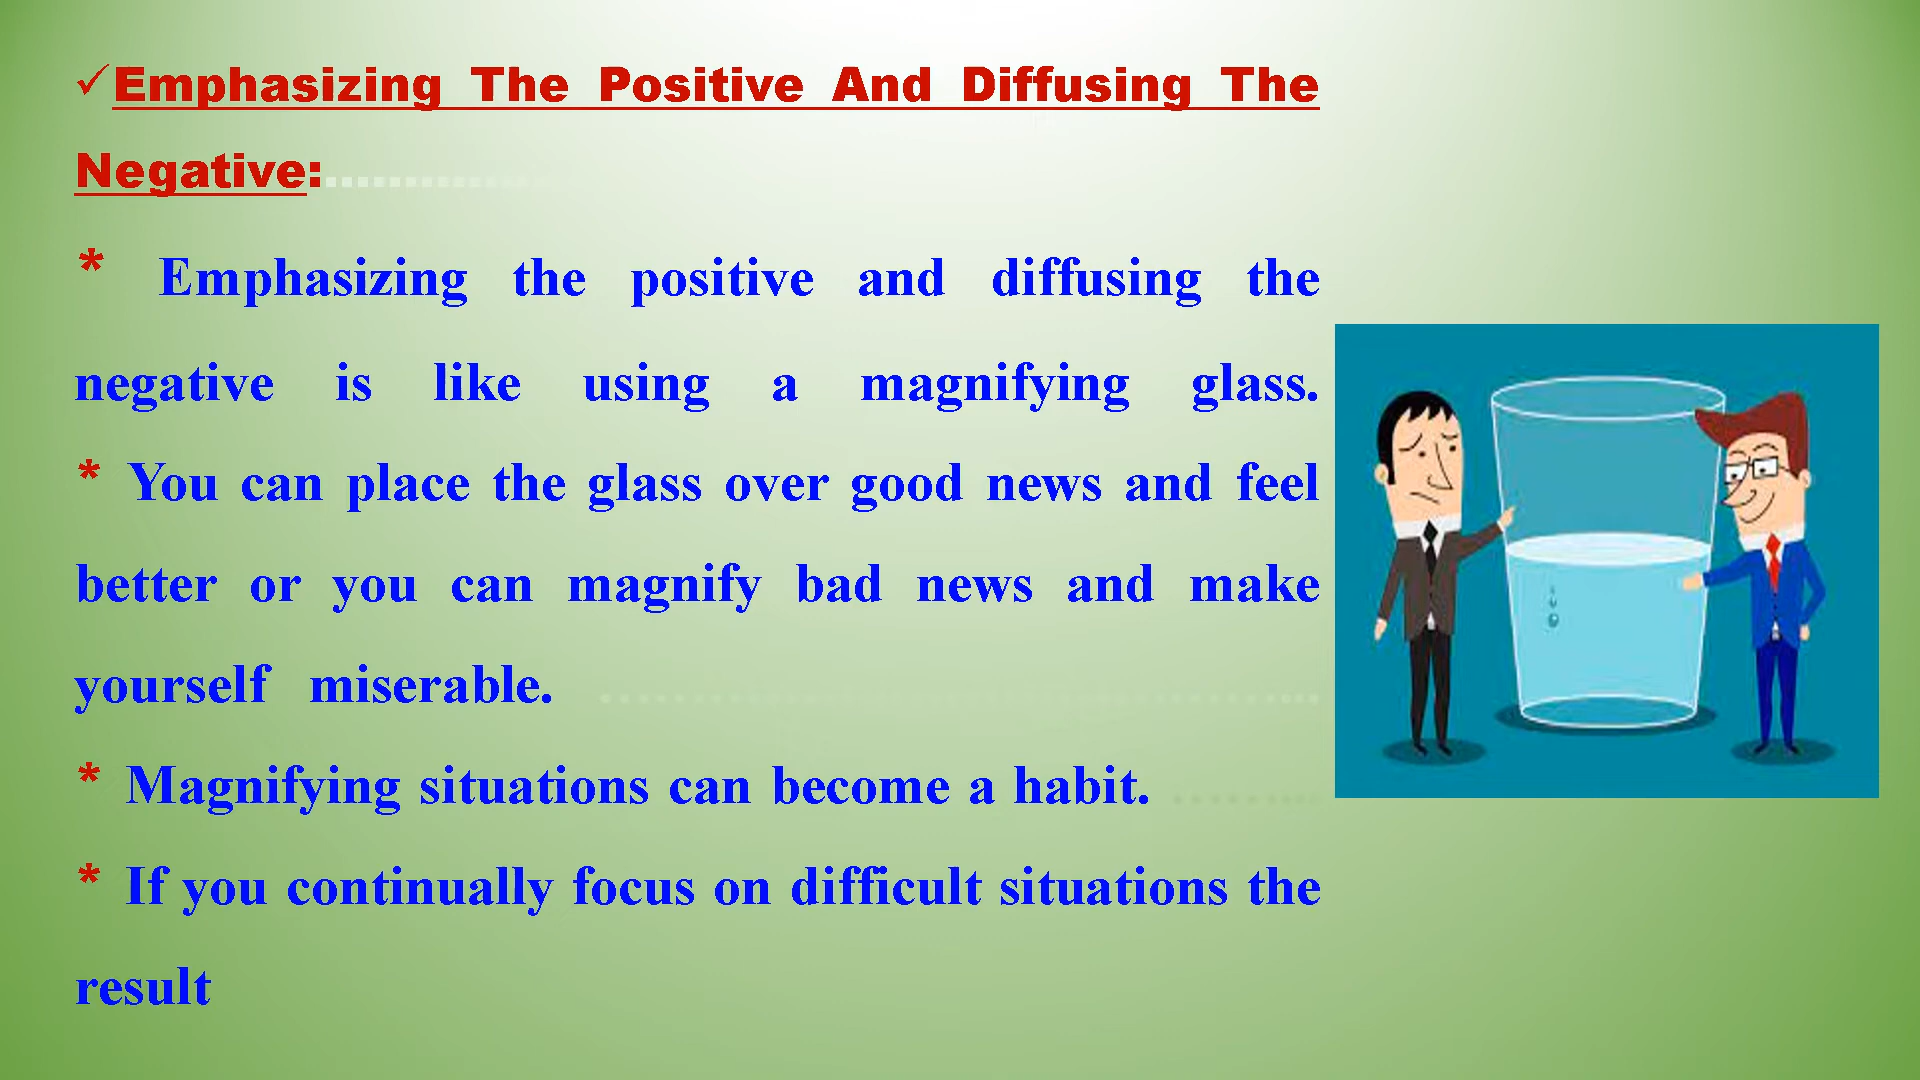 ✓Emphasizing The Positive And Diffusing The
Negative:
* Emphasizing the positive and diffusing the
negative is like using a magnifying glass.
* You can place the glass over good news and feel
better or you can magnify bad news and make
yourself miserable.
* Magnifying situations can become a habit.
* If you continually focus on difficult situations the
result